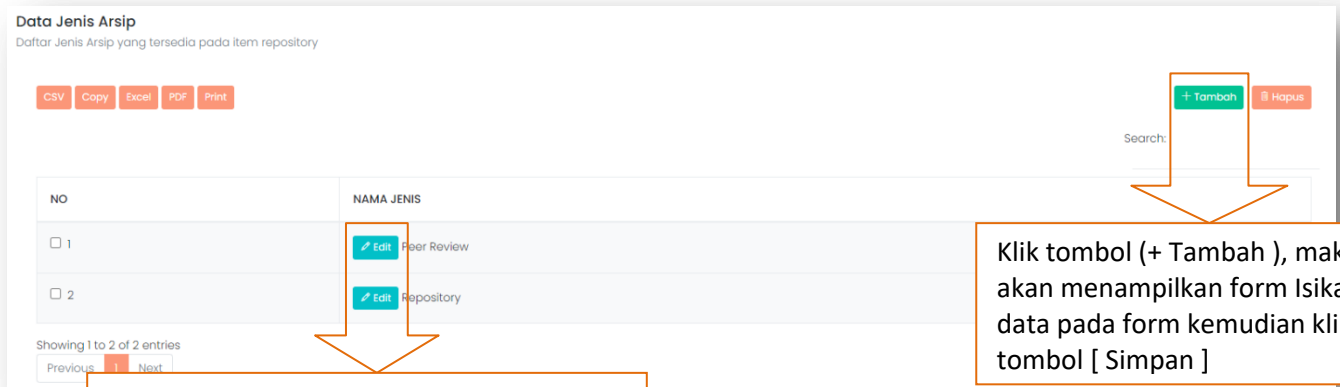 Data Jenis Arsip
Daftar Jenis Arsip yang tersedia pada item repository
CSV Copy Excel PDF Print
+ Tambah Hapus
Search:
NO NAMA JENIS
1 Edit Peer Review
2 Edit Repository
Showing 1 to 2 of 2 entries
Previous 1 Next
Klik tombol (+ Tambah ), mak
akan menampilkan form Isika
data pada form kemudian kli
tombol [ Simpan ]